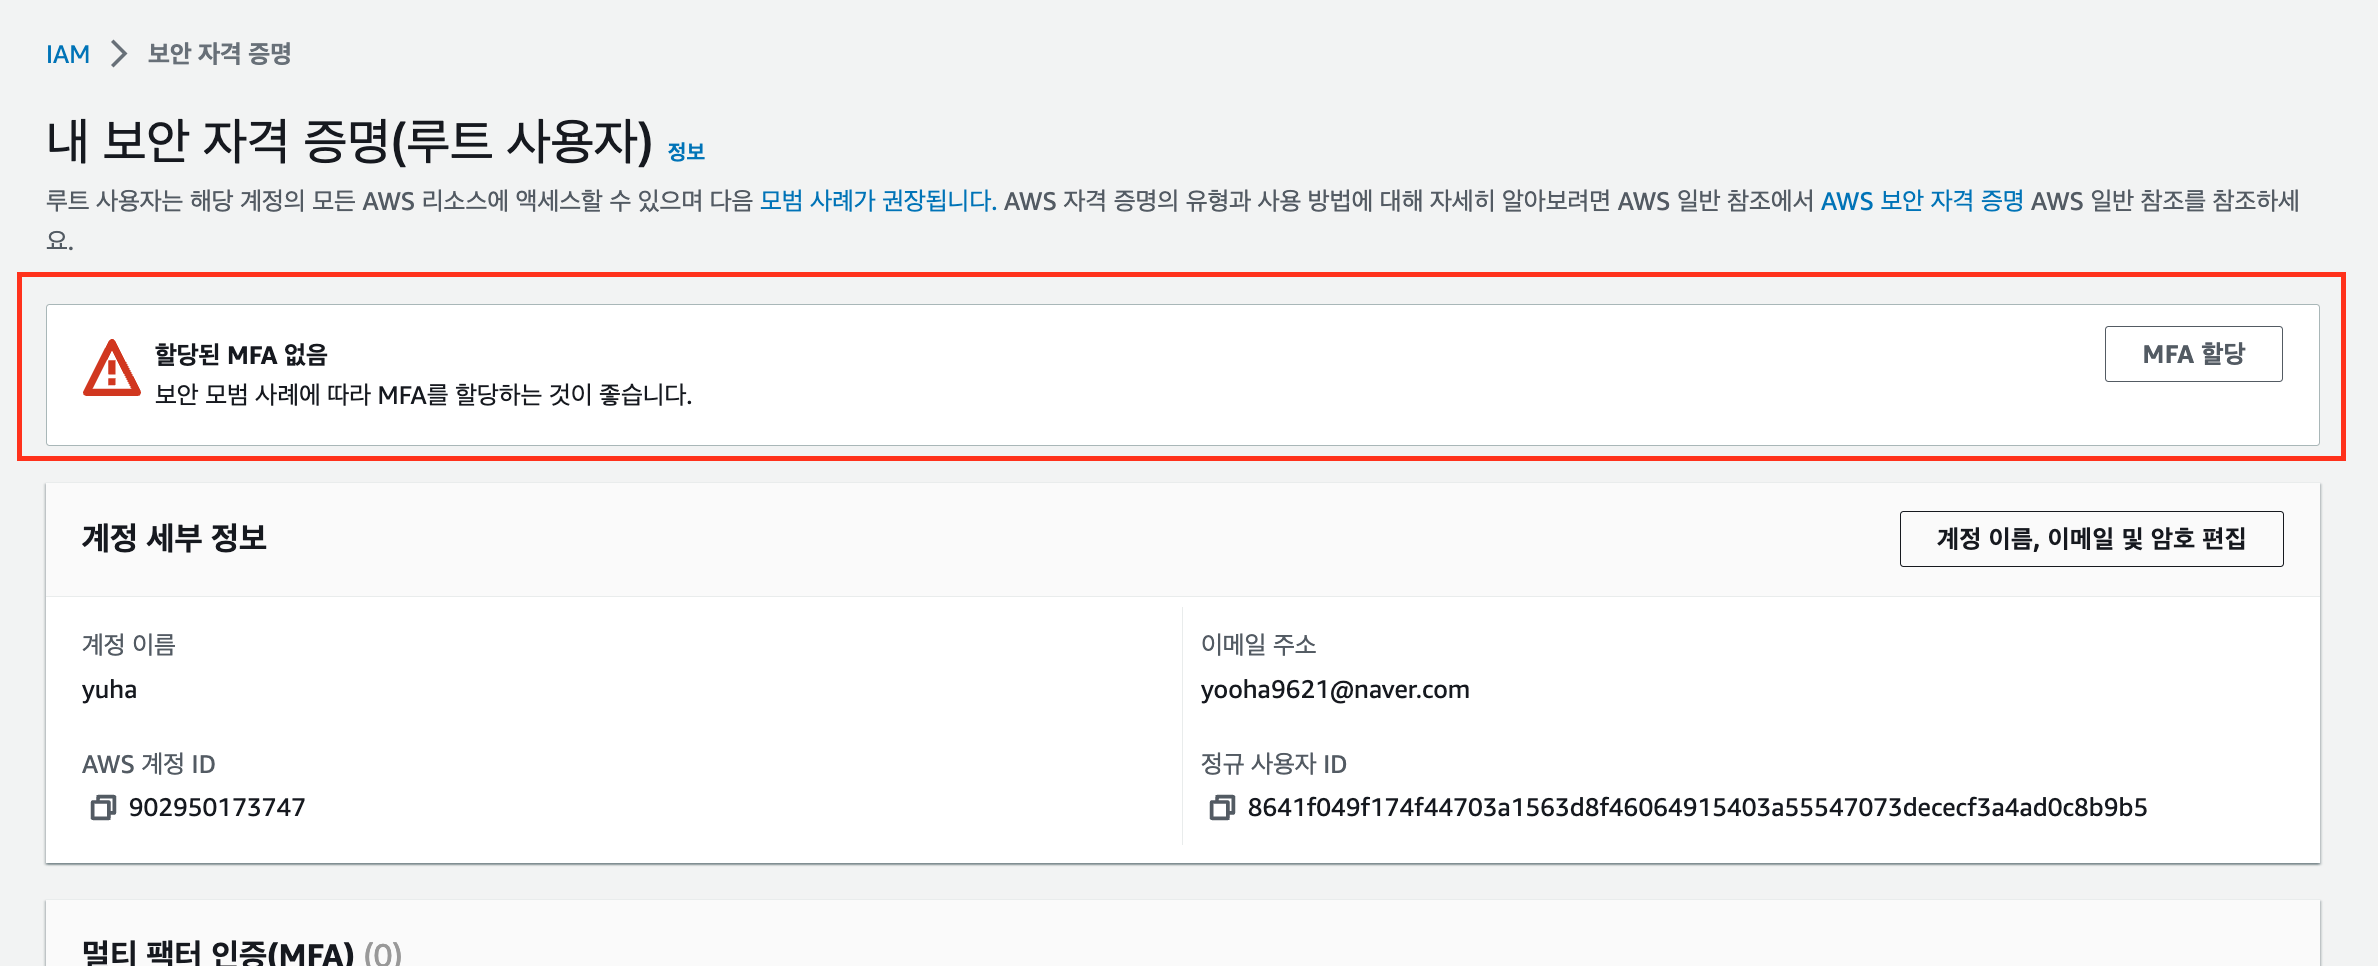 IAM > 보안 자격 증명
내 보안 자격 증명(루트 사용자) 정보
루트 사용자는 해당 계정의 모든 AWS 리소스에 액세스할 수 있으며 다음 모범 사례가 권장됩니다. AWS 자격 증명의 유형과 사용 방법에 대해 자세히 알아보려면 AWS 일반 참조에서 AWS 보안 자격 증명 AWS 일반 참조를 참조하세
요.
할당된 MFA 없음
MFA 할당
보안 모범 사례에 따라 MFA를 할당하는 것이 좋습니다.
계정 세부 정보
계정 이름, 이메일 및 암호 편집
계정 이름
yuha
이메일 주소
yooha9621@naver.com
AWS 계정 ID
902950173747
정규 사용자 ID
8641f049f174f44703a1563d8f46064915403a55547073dececf3a4ad0c8b9b5
멀티 팩터 인증(MFA) (0)